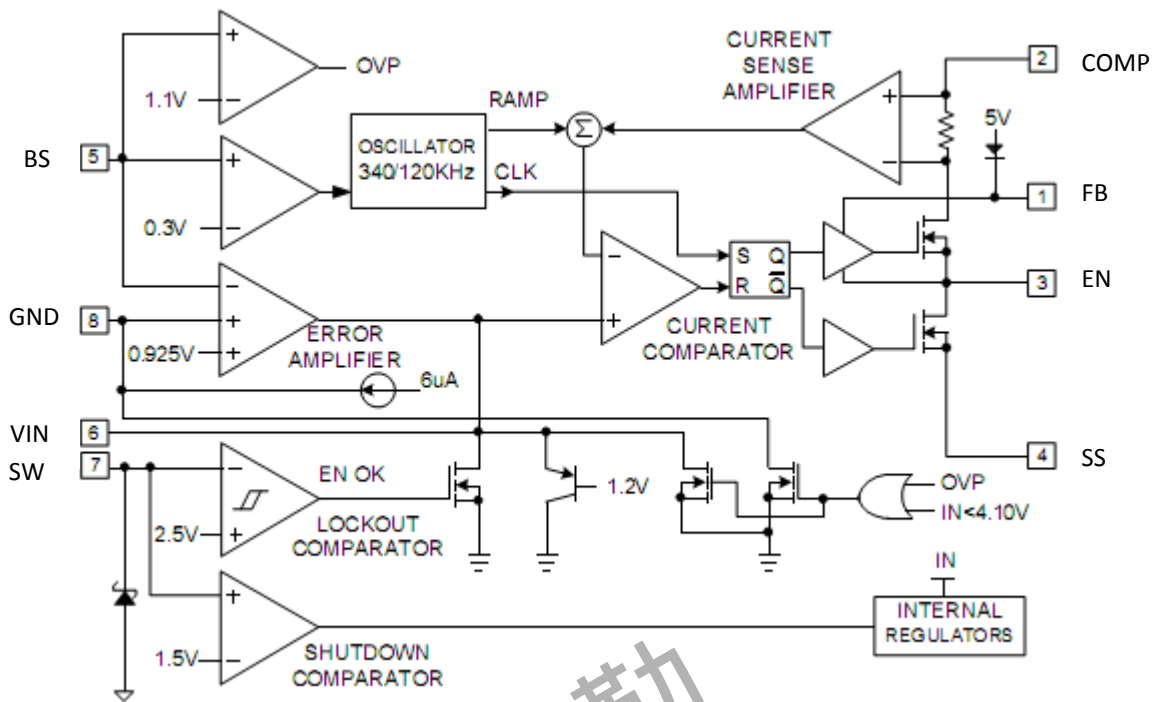 CURRENT
SENSE
AMPLIFIER
2 COMP
OVP
1.1V
RAMP
Σ
5V
BS 5
OSCILLATOR
340/120KHz
CLK
1 FB
0.3V
S Q
R Q
3 EN
GND 8
0.925V
ERROR
AMPLIFIER
CURRENT
COMPARATOR
6uA
VIN 6
SW 7
4 SS
EN OK
1.2V
OVP
IN<4.10V
2.5V
LOCKOUT
COMPARATOR
IN
INTERNAL
REGULATORS
1.5V
SHUTDOWN
COMPARATOR